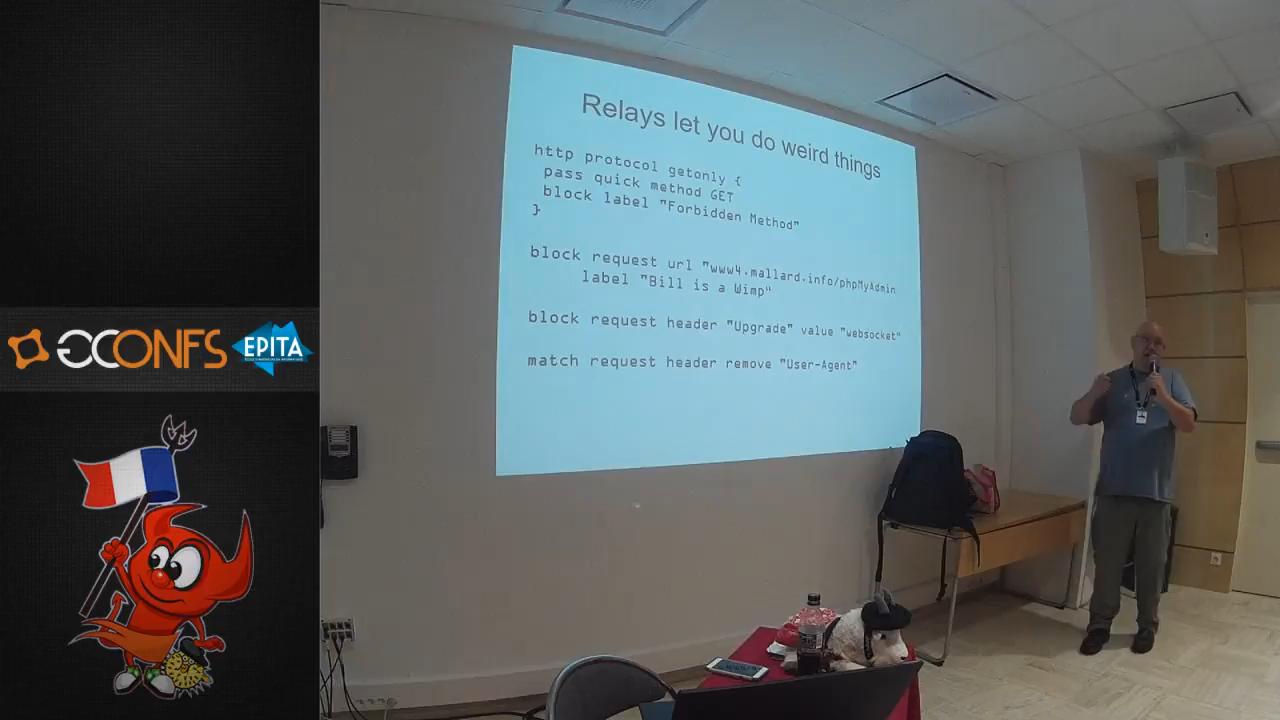 Relays let you do weird things
http protocol getonly {
pass quick method GET
block label "Forbidden Method"
}
block request url "www4.mallard.info/phpMyAdmin
label "Bill is a Wimp"
block request header "Upgrade" value "websocket"
match request header remove "User-Agent"
GCONFS
EPITA